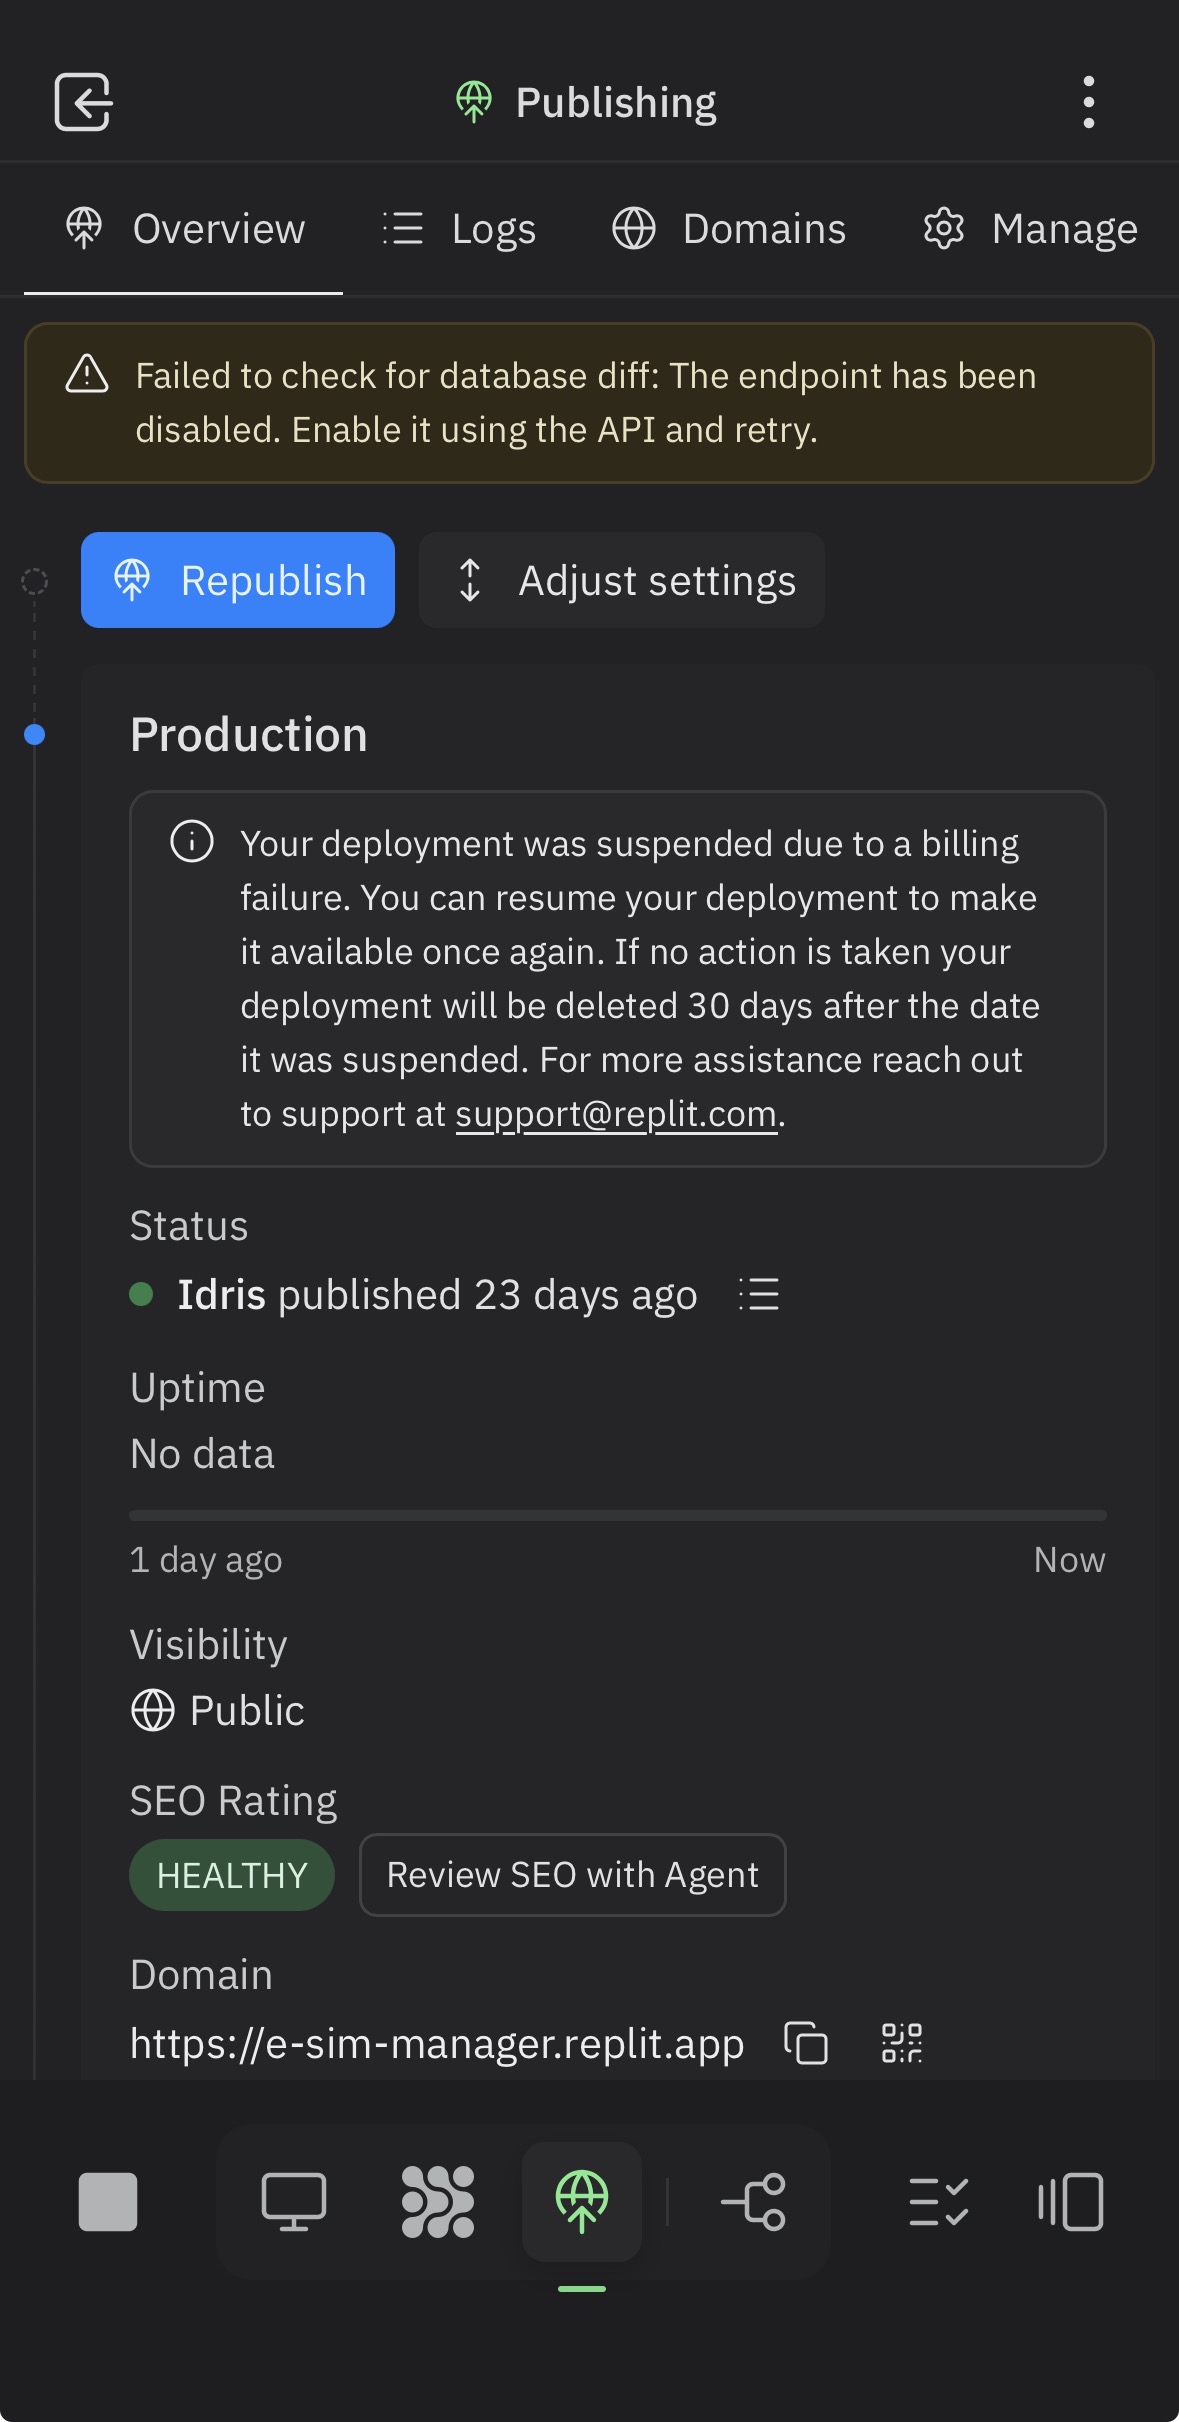 Publishing
Overview
Logs
Domains
Manage
Failed to check for database diff: The endpoint has been
disabled. Enable it using the API and retry.
Republish
Adjust settings
Production
Your deployment was suspended due to a billing
failure. You can resume your deployment to make
it available once again. If no action is taken your
deployment will be deleted 30 days after the date
it was suspended. For more assistance reach out
to support at support@replit.com.
Status
Idris published 23 days ago
Uptime
No data
1 day ago
Now
Visibility
Public
SEO Rating
HEALTHY
Review SEO with Agent
Domain
https://e-sim-manager.replit.app